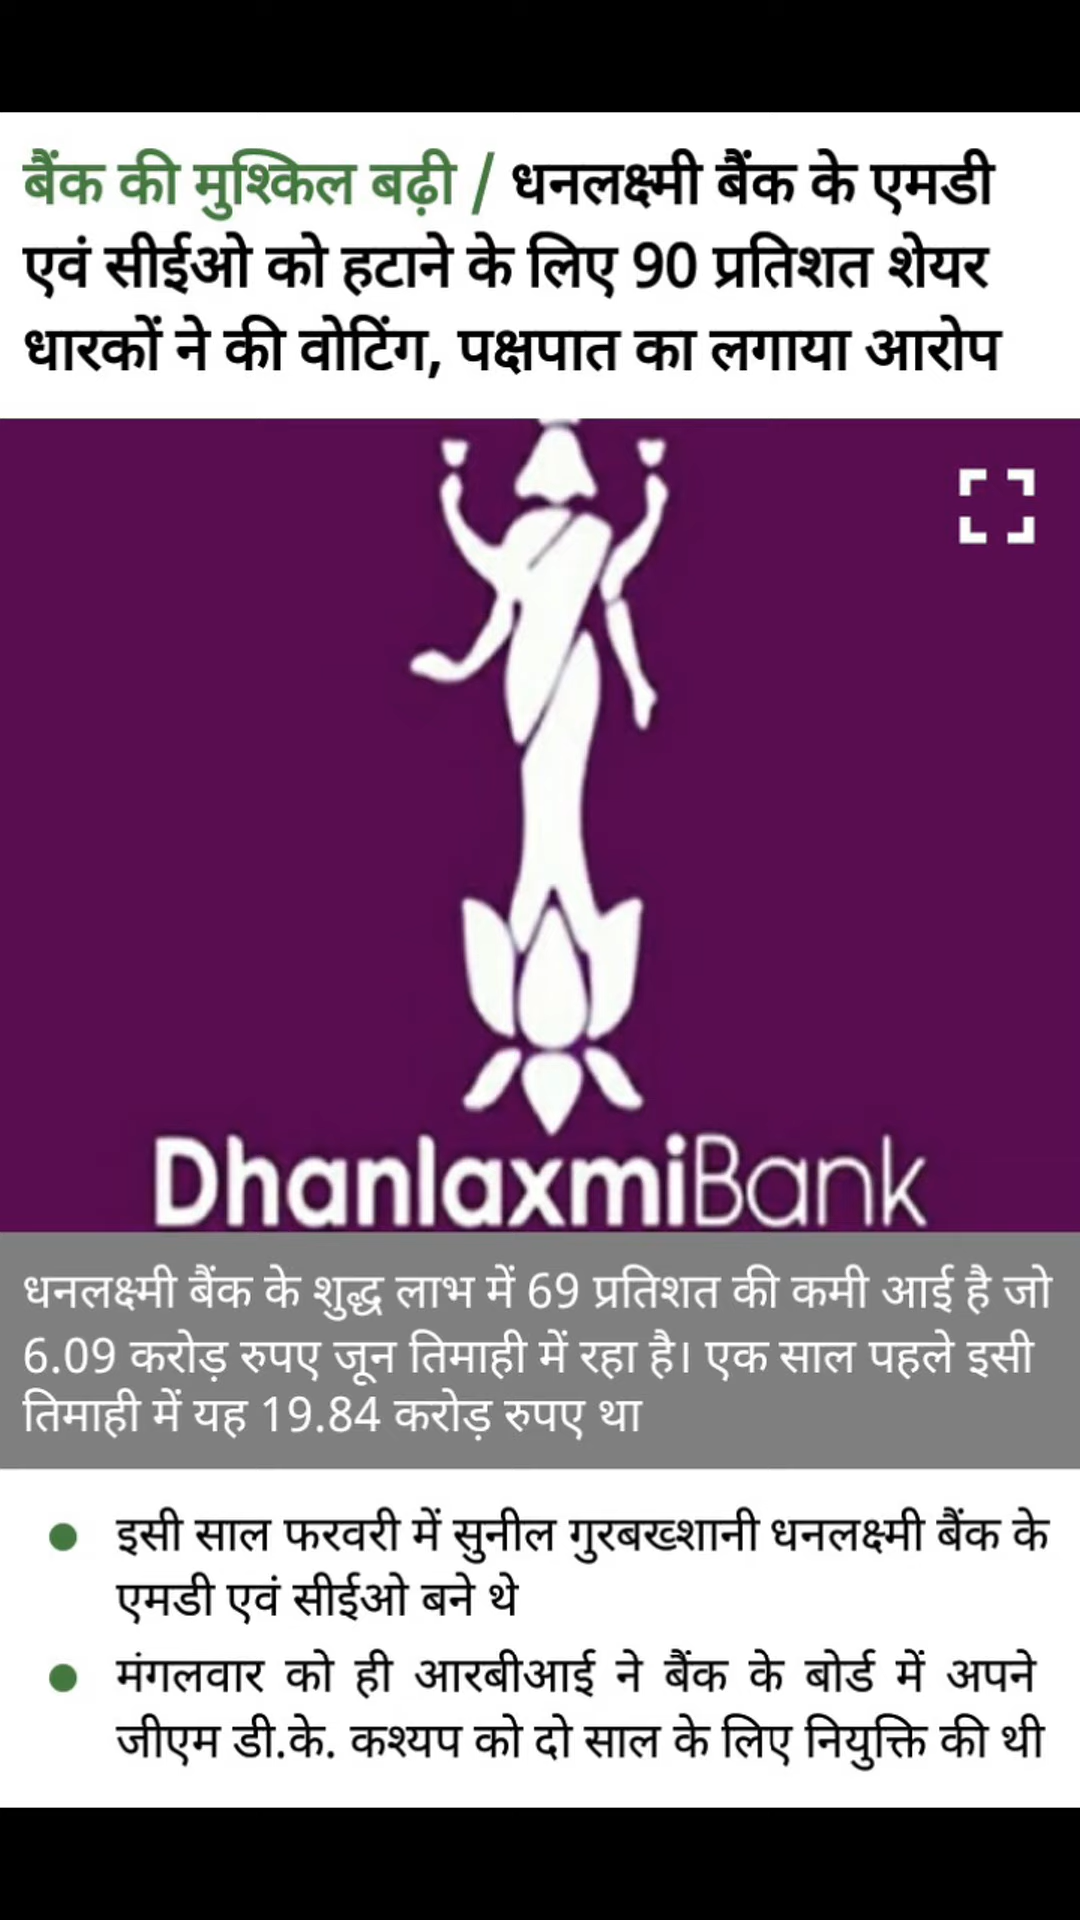 बैंक की मुश्किल बढ़ी / धनलक्ष्मी बैंक के एमडी
एवं सीईओ को हटाने के लिए 90 प्रतिशत शेयर
धारकों ने की वोटिंग, पक्षपात का लगाया आरोप
DhanlaxmiBank
धनलक्ष्मी बैंक के शुद्ध लाभ में 69 प्रतिशत की कमी आई है जो
6.09 करोड़ रुपए जून तिमाही में रहा है। एक साल पहले इसी
तिमाही में यह 19.84 करोड़ रुपए था
इसी साल फरवरी में सुनील गुरबख्शानी धनलक्ष्मी बैंक के
एमडी एवं सीईओ बने थे
मंगलवार को ही आरबीआई ने बैंक के बोर्ड में अपने
जीएम डी.के. कश्यप को दो साल के लिए नियुक्ति की थी